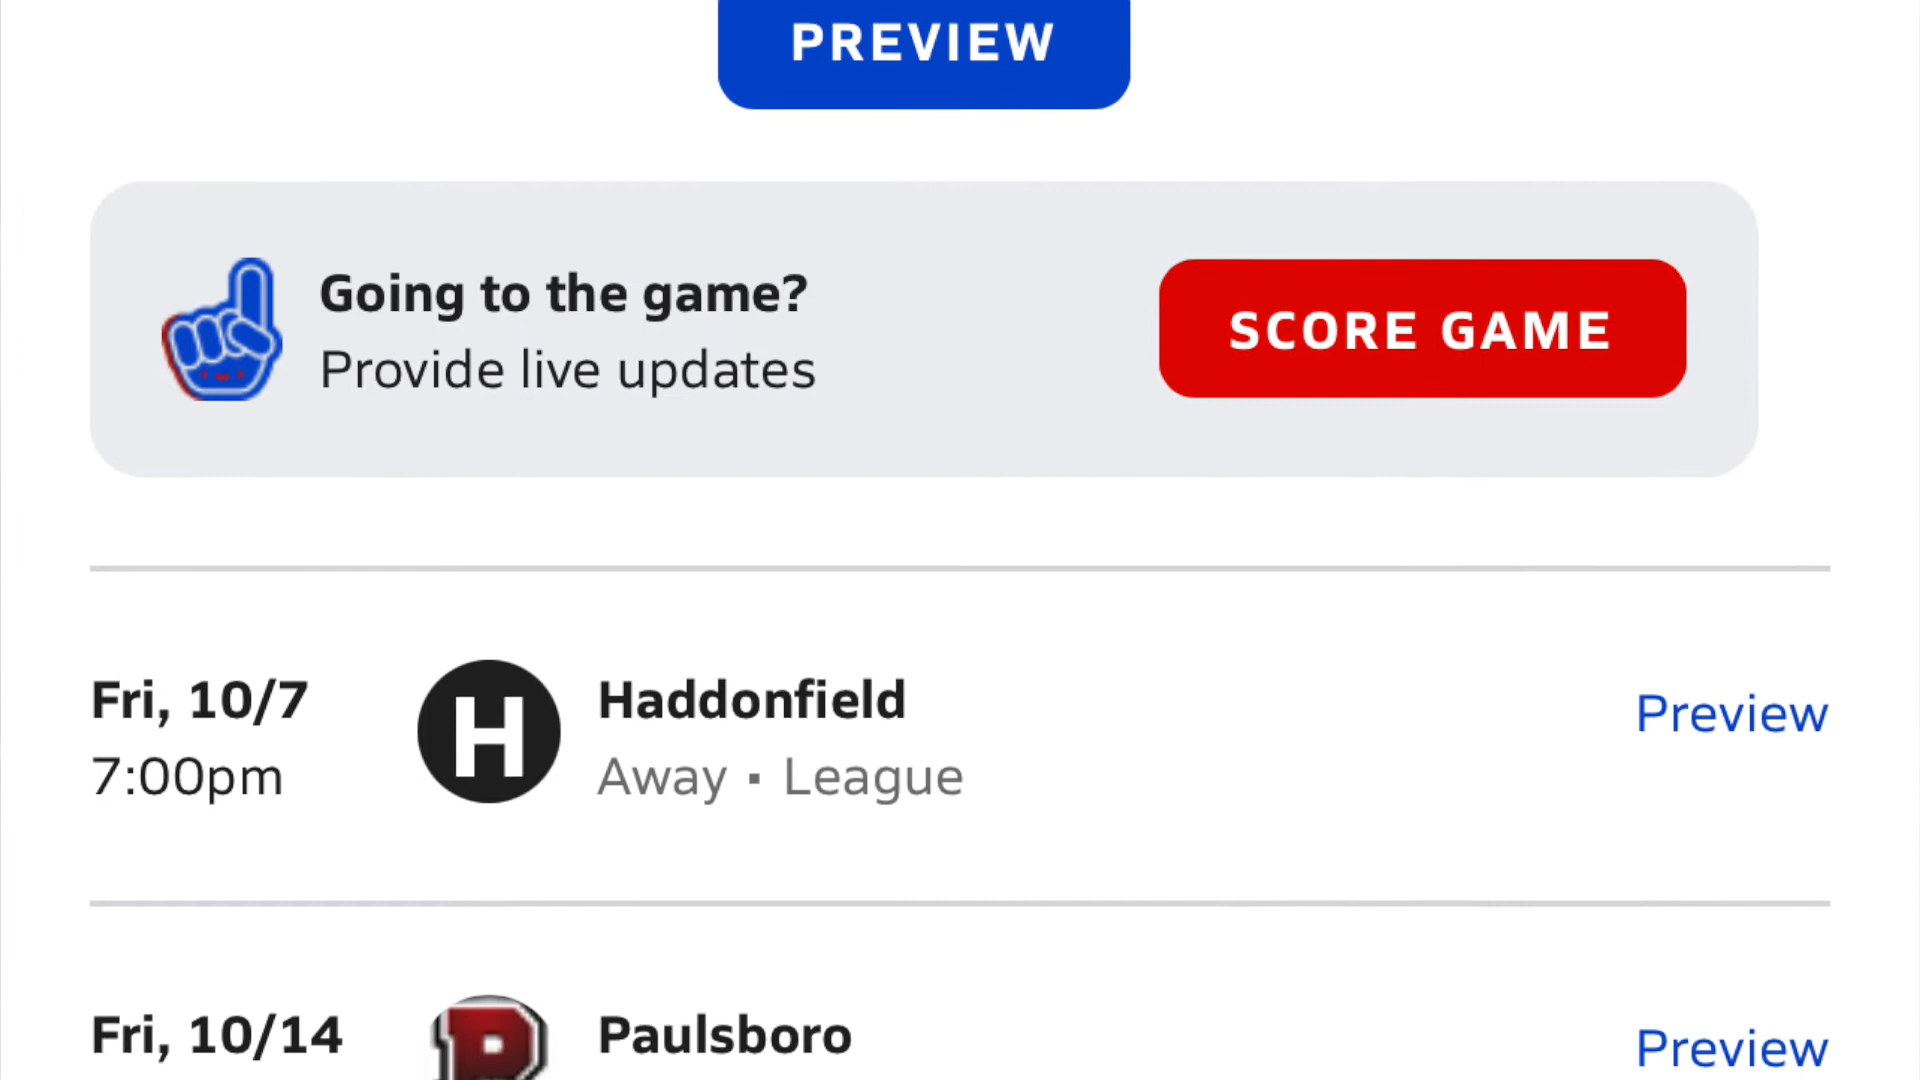 PREVIEW
Going to the game?
Provide live updates
SCORE GAME
Fri, 10/7
7:00pm
H
Haddonfield
Away ▪ League
Preview
Fri, 10/14
P
Paulsboro
Preview